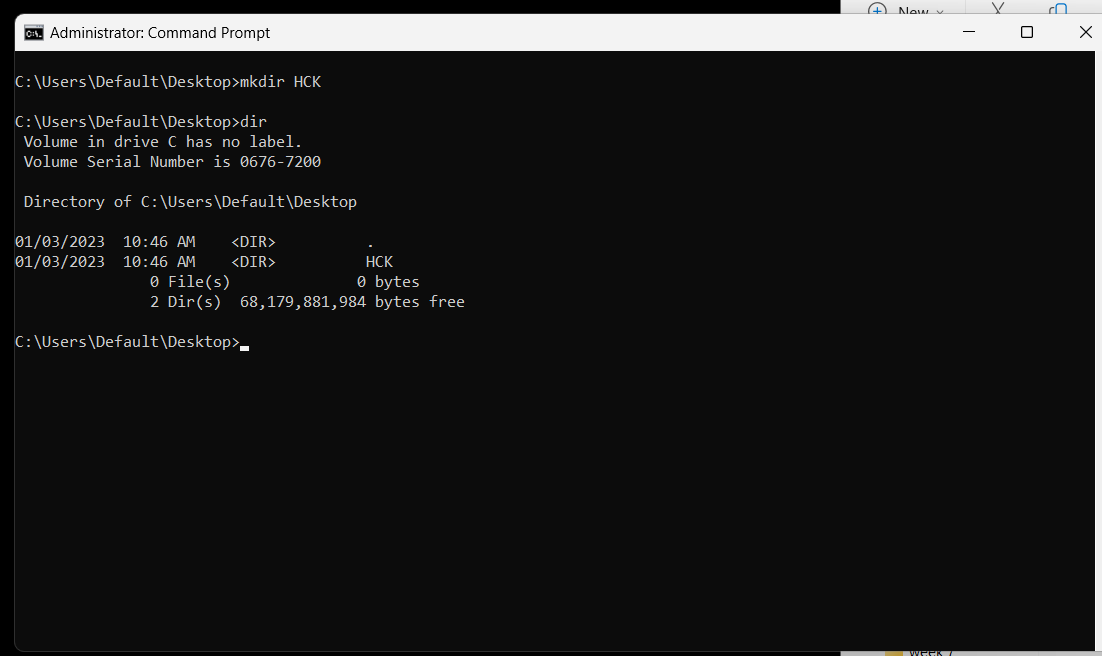 New
Administrator: Command Prompt
C:\Users\Default\Desktop>mkdir HCK
C:\Users\Default\Desktop>dir
Volume in drive C has no label.
Volume Serial Number is 0676-7200
Directory of C:\Users\Default\Desktop
01/03/2023  10:46 AM    <DIR>          .
01/03/2023  10:46 AM    <DIR>          HCK
0 File(s)              0 bytes
2 Dir(s)  68,179,881,984 bytes free
C:\Users\Default\Desktop>
week 7